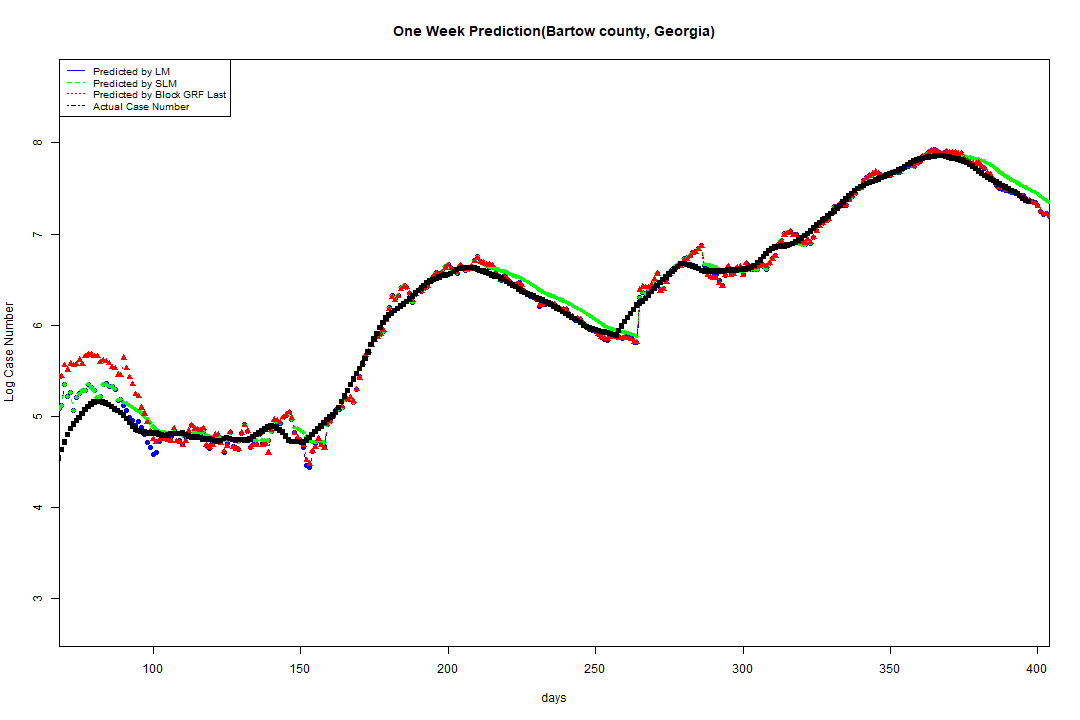 One Week Prediction(Bartow county, Georgia)
Predicted by LM
Predicted by SLM
Predicted by Block GRF Last
Actual Case Number
8
7
6
5
4
3
Log Case Number
100 150 200 250 300 350 400
days